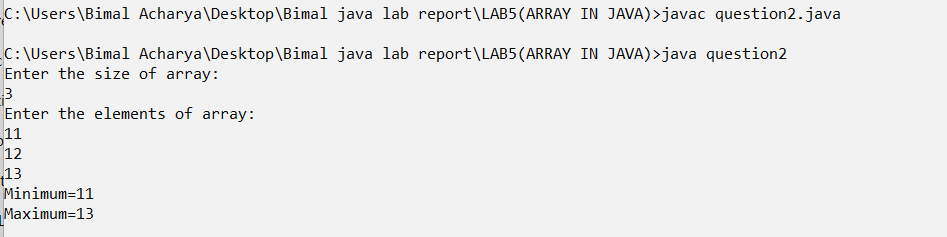 C:\Users\Bimal Acharya\Desktop\Bimal java lab report\LAB5(ARRAY IN JAVA)>javac question2.java
C:\Users\Bimal Acharya\Desktop\Bimal java lab report\LAB5(ARRAY IN JAVA)>java question2
Enter the size of array:
3
Enter the elements of array:
11
12
13
Minimum=11
Maximum=13